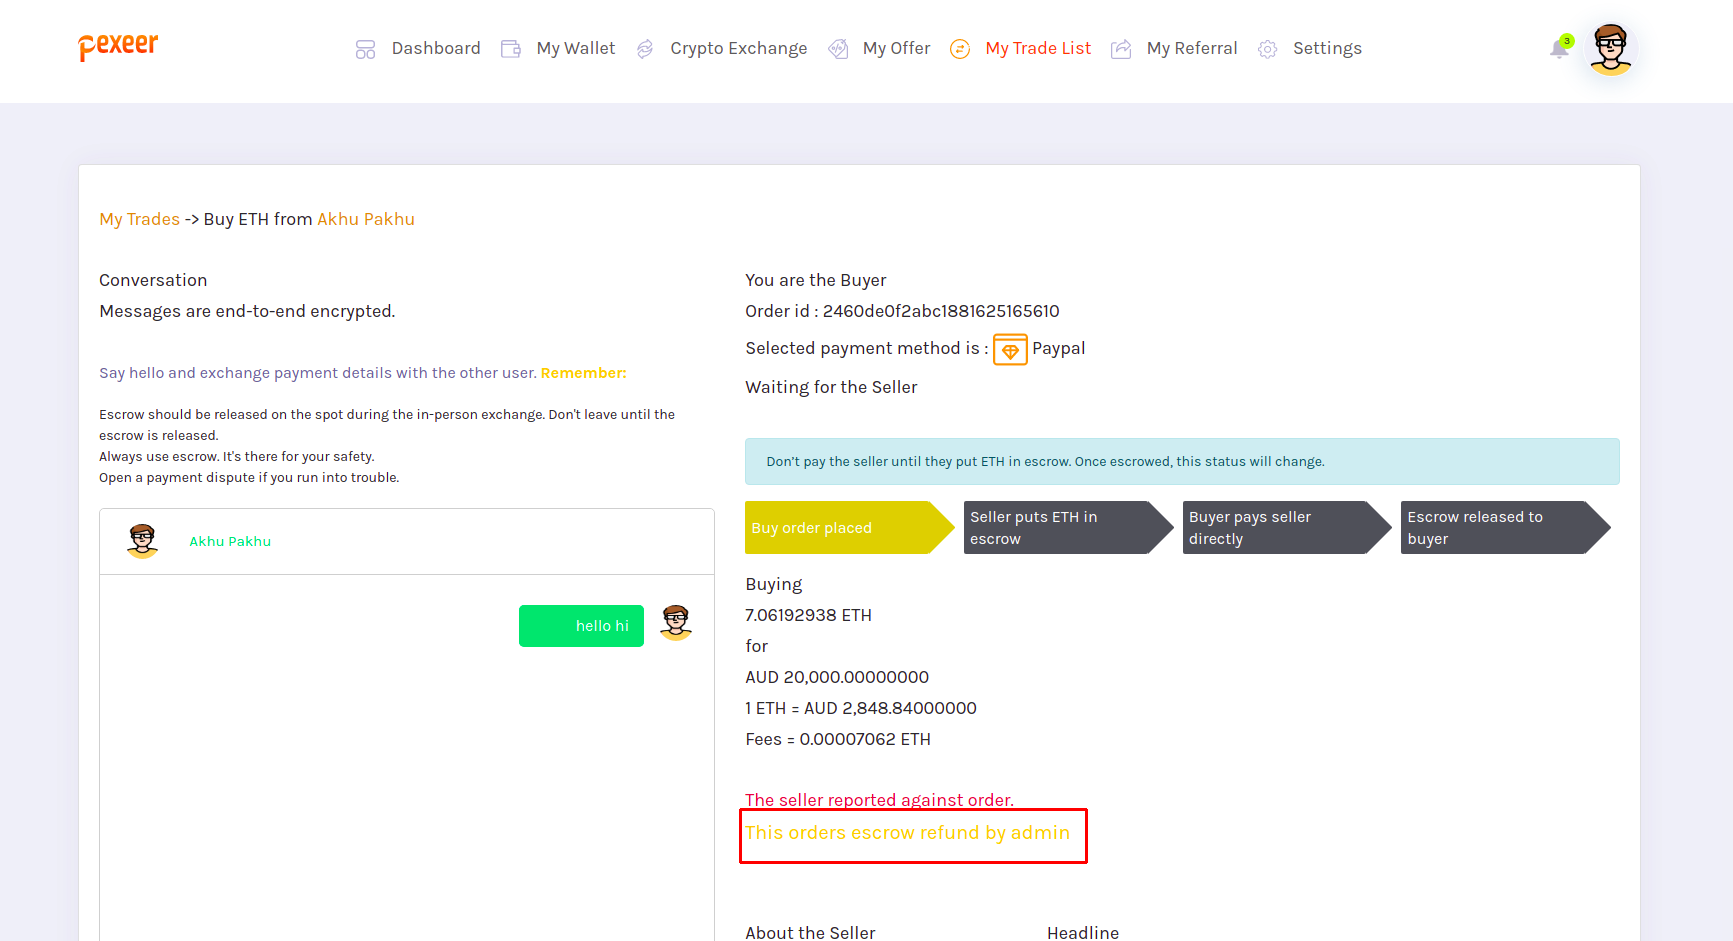 pexeer
Dashboard
My Wallet
Crypto Exchange
My Offer
My Trade List
My Referral
Settings
3
My Trades -> Buy ETH from Akhu Pakhu
Conversation
Messages are end-to-end encrypted.
Say hello and exchange payment details with the other user. Remember:
Escrow should be released on the spot during the in-person exchange. Don't leave until the
escrow is released.
Always use escrow. It's there for your safety.
Open a payment dispute if you run into trouble.
Akhu Pakhu
hello hi
You are the Buyer
Order id : 2460de0f2abc1881625165610
Selected payment method is : Paypal
Waiting for the Seller
Don't pay the seller until they put ETH in escrow. Once escrowed, this status will change.
Buy order placed
Seller puts ETH in
escrow
Buyer pays seller
directly
Escrow released to
buyer
Buying
7.06192938 ETH
for
AUD 20,000.00000000
1 ETH = AUD 2,848.84000000
Fees = 0.00007062 ETH
The seller reported against order.
This orders escrow refund by admin
About the Seller
Headline